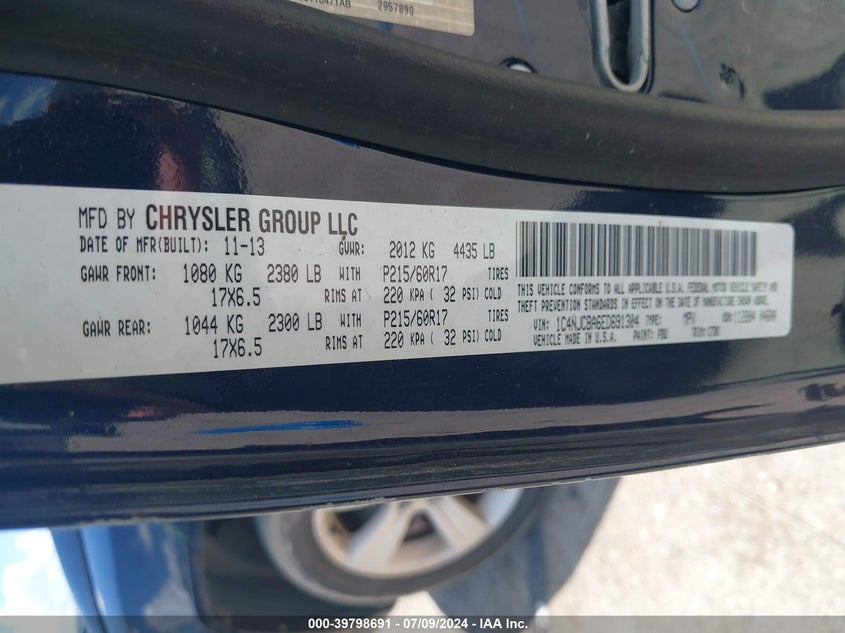 2957890
MFD BY CHRYSLER GROUP LLC
DATE OF MFR(BUILT): 11-13 GVWR: 2012 KG 4435 LB
GAWR FRONT: 1080 KG 2380 LB WITH P215/60R17 TIRES
17X6.5 RIMS AT 220 KPA ( 32 PSI) COLD
GAWR REAR: 1044 KG 2300 LB WITH P215/60R17 TIRES
17X6.5 RIMS AT 220 KPA ( 32 PSI) COLD
THIS VEHICLE CONFORMS TO ALL APPLICABLE U.S.A. FEDERAL MOTOR VEHICLE SAFETY
THEFT PREVENTION STANDARDS IN EFFECT ON THE DATE OF MANUFACTURE SHOWN ABOVE.
VIN: 1C4NJCBA6ED691304 TYPE: MPV MDH:
VEHICLE MADE IN U.S.A. PAINT: PBU TRIM:
000-39798691 - 07/09/2024 - IAA Inc.